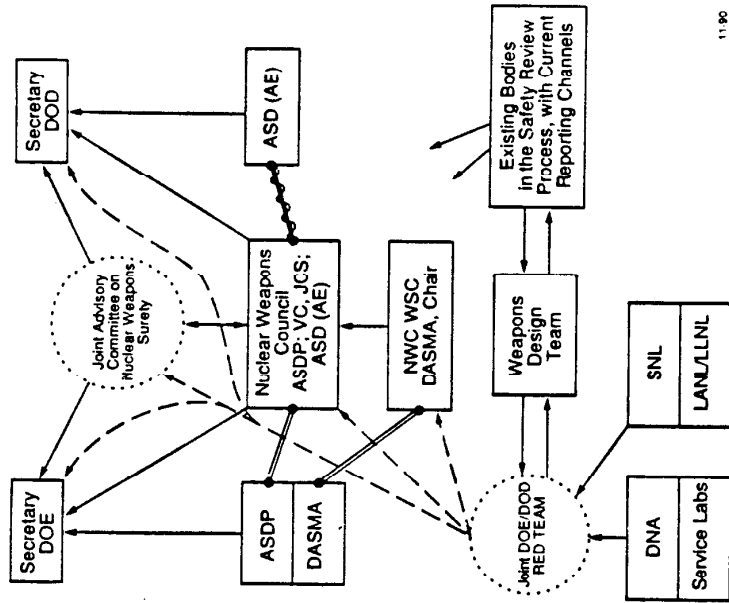 Secretary
DOE
Secretary
DOD
Joint Advisory
Committee on
Nuclear Weapons
Surety
ASDP
DASMA
Nuclear Weapons
Council
ASDP; VC, JCS;
ASD (AE)
ASD (AE)
NWC WSC
DASMA, Chair
Joint DOE/DOD
RED TEAM
Weapons
Design
Team
Existing Bodies
in the Safety Review
Process, with Current
Reporting Channels
DNA
Service Labs
SNL
LANL/LLNL
11-90